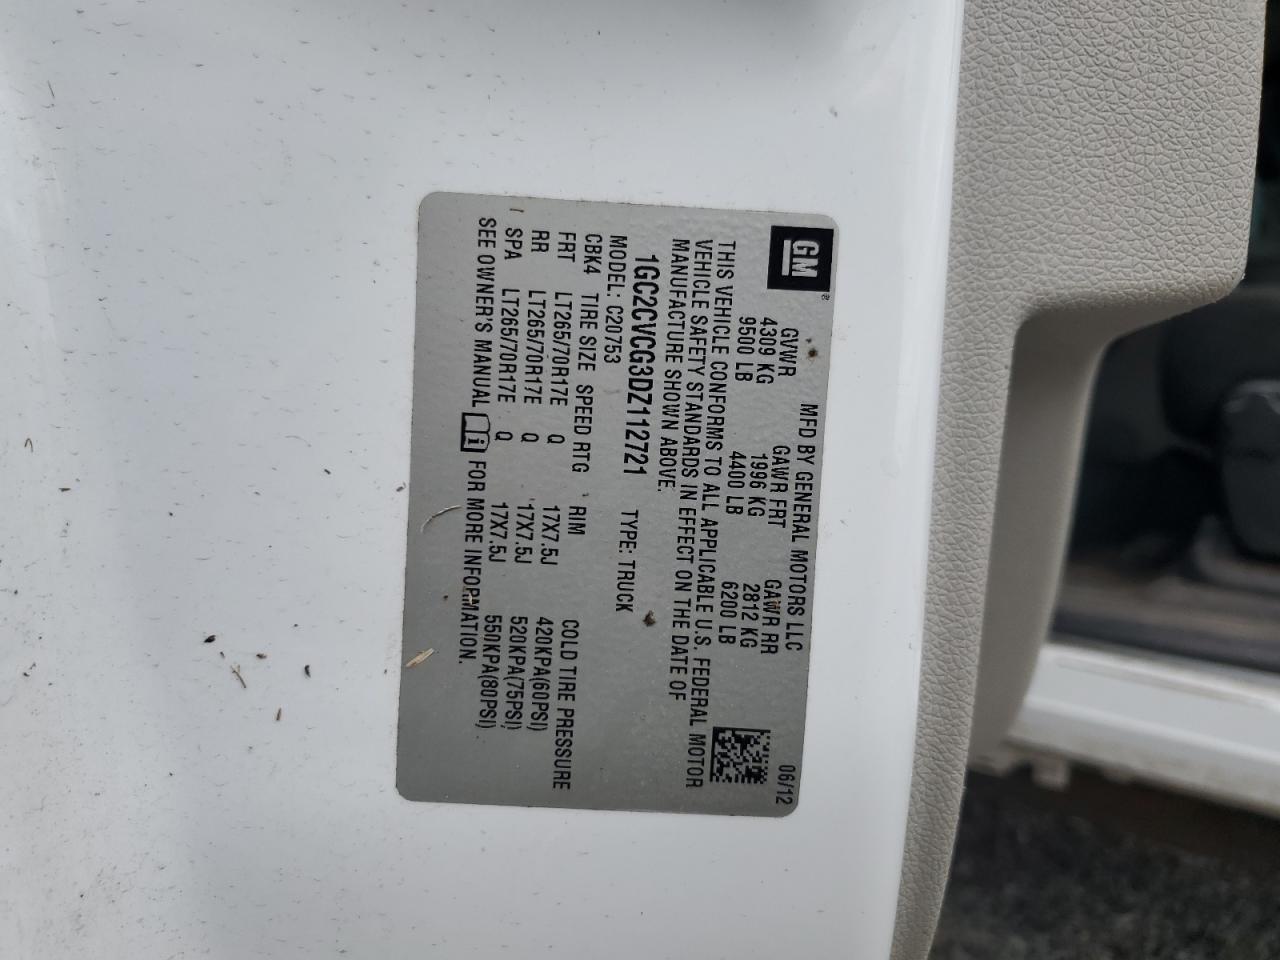 GM ®
MFD BY GENERAL MOTORS LLC 06/12
GVWR GAWR FRT GAWR RR
4309 KG 1996 KG 2812 KG
9500 LB 4400 LB 6200 LB
THIS VEHICLE CONFORMS TO ALL APPLICABLE U.S. FEDERAL MOTOR
VEHICLE SAFETY STANDARDS IN EFFECT ON THE DATE OF
MANUFACTURE SHOWN ABOVE.
1GC2CVCG3DZ112721 TYPE: TRUCK
MODEL: C20753
CBK4 TIRE SIZE SPEED RTG RIM COLD TIRE PRESSURE
FRT LT265/70R17E Q 17X7.5J 420KPA(60PSI)
RR LT265/70R17E Q 17X7.5J 520KPA(75PSI)
SPA LT265/70R17E Q 17X7.5J 550KPA(80PSI)
SEE OWNER'S MANUAL i FOR MORE INFORMATION.